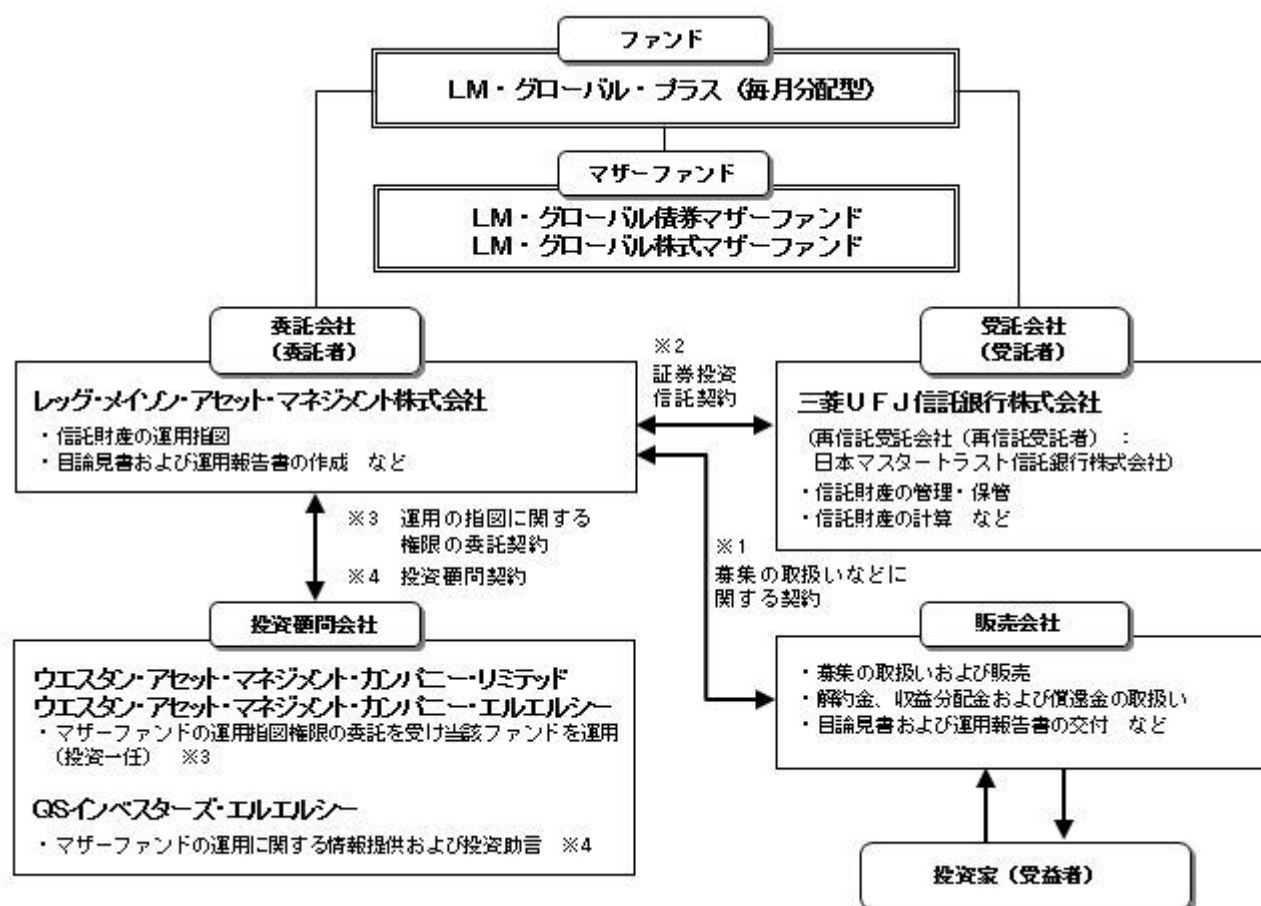 ファンド
LM・グローバル・プラス（毎月分配型）
マザーファンド
LM・グローバル債券マザーファンド
LM・グローバル株式マザーファンド
委託会社
（委託者）
レッグ・メイソン・アセット・マネジメント株式会社
・信託財産の運用指図
・目論見書および運用報告書の作成　など
※2
証券投資
信託契約
受託会社
（受託者）
三菱ＵＦＪ信託銀行株式会社
（再信託受託会社（再信託受託者）　：
日本マスタートラスト信託銀行株式会社）
・信託財産の管理・保管
・信託財産の計算　など
※3　運用の指図に関する
権限の委託契約
※4　投資顧問契約
※1
募集の取扱いなどに
関する契約
投資顧問会社
ウエスタン・アセット・マネジメント・カンパニー・リミテッド
ウエスタン・アセット・マネジメント・カンパニー・エルエルシー
・マザーファンドの運用指図権限の委託を受け当該ファンドを運用
（投資一任）　※3
QSインベスターズ・エルエルシー
・マザーファンドの運用に関する情報提供および投資助言　※4
販売会社
・募集の取扱いおよび販売
・解約金、収益分配金および償還金の取扱い
・目論見書および運用報告書の交付　など
投資家（受益者）